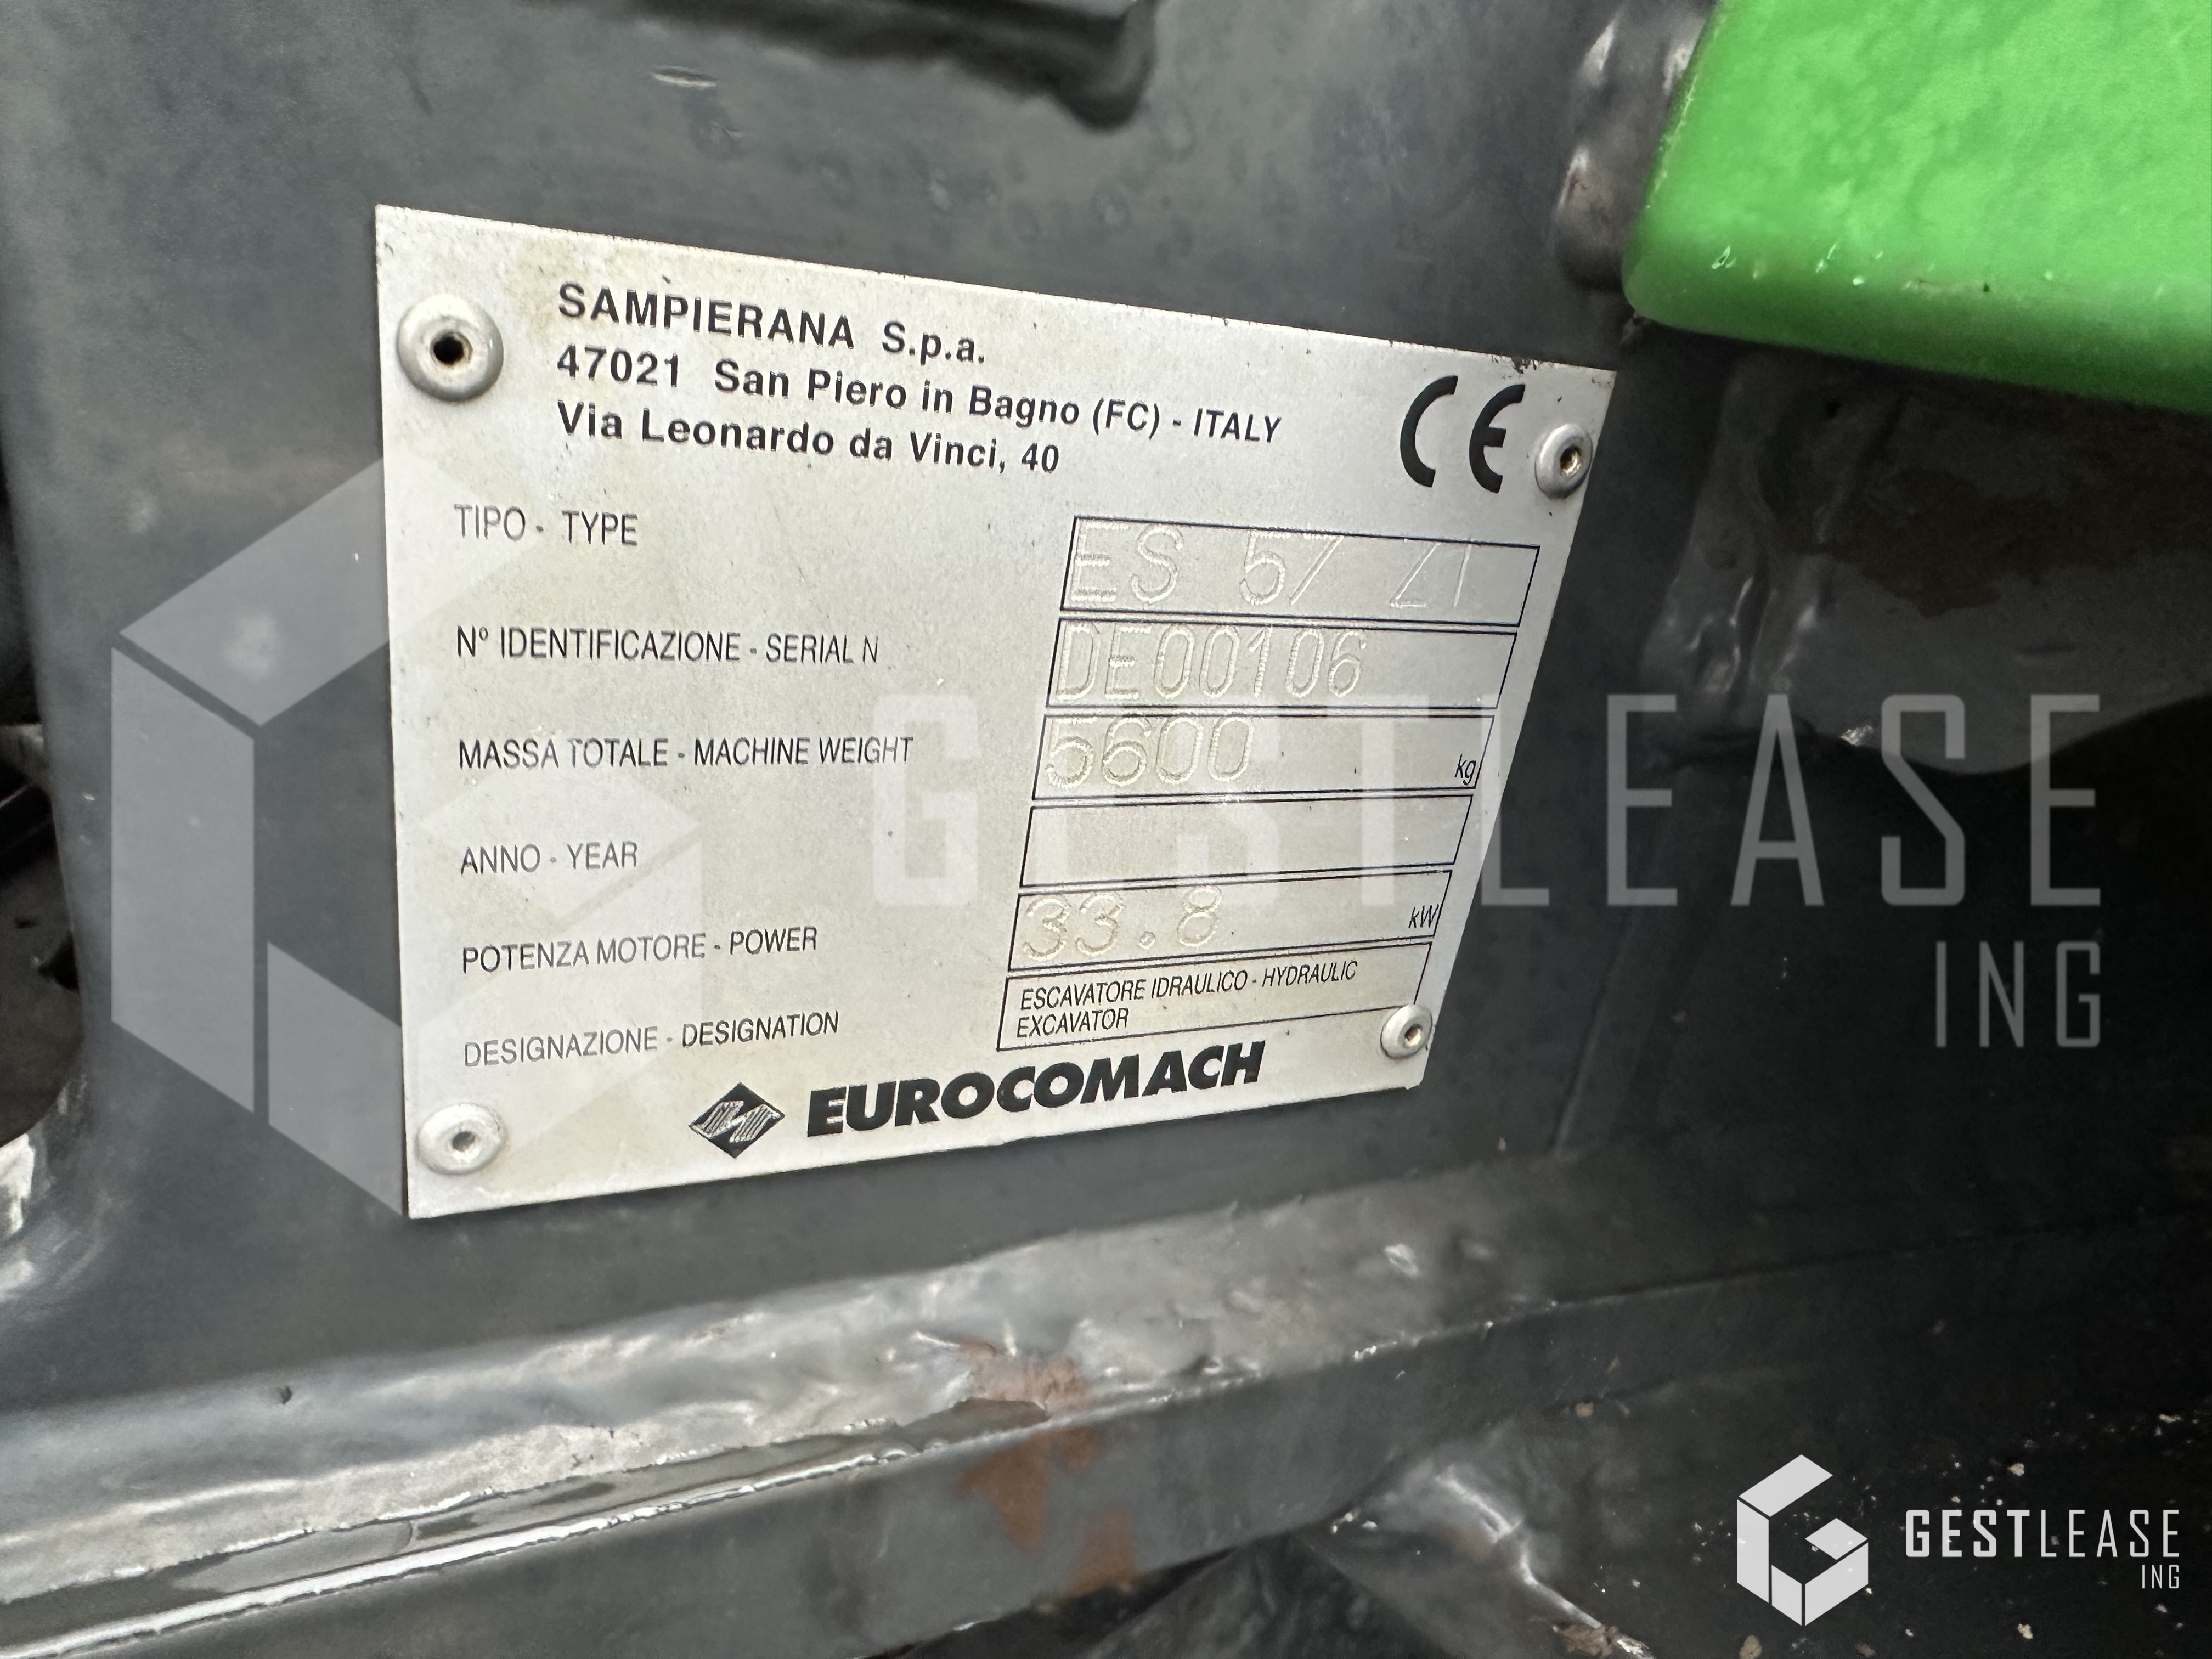 SAMPIERANA S.p.a.
47021 San Piero in Bagno (FC) - ITALY
Via Leonardo da Vinci, 40
CE
TIPO - TYPE ES 57 ZT
N° IDENTIFICAZIONE - SERIAL N DE00106
MASSA TOTALE - MACHINE WEIGHT 5600 kg
ANNO - YEAR
POTENZA MOTORE - POWER 33.8 kW
DESIGNAZIONE - DESIGNATION ESCAVATORE IDRAULICO - HYDRAULIC
EXCAVATOR
EUROCOMACH
GESTLEASE
ING
GESTLEASE
ING